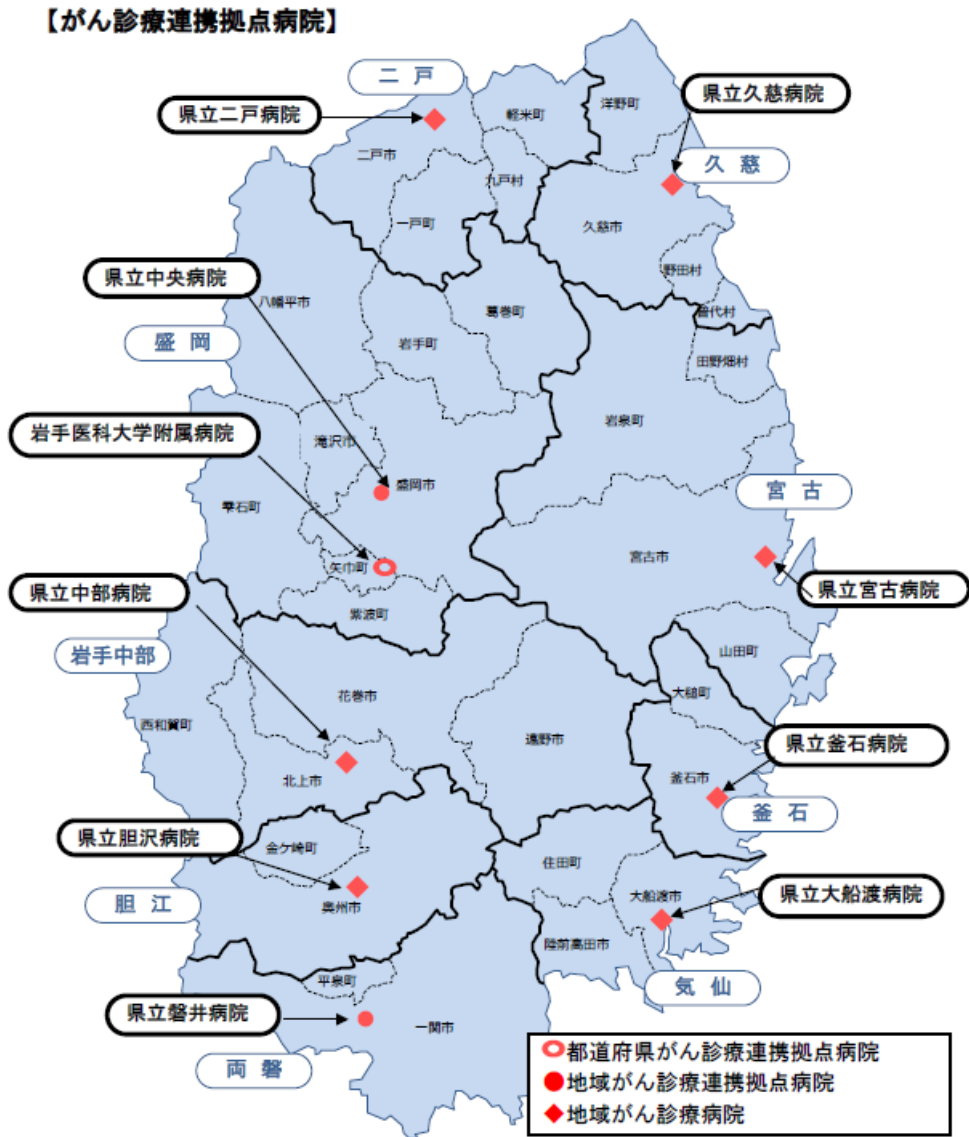 【がん診療連携拠点病院】
二戸
県立二戸病院
軽米町
洋野町
県立久慈病院
二戸市
九戸村
久慈
一戸町
久慈市
野田村
県立中央病院
八幡平市
葛巻町
普代村
盛岡
岩手町
田野畑村
岩手医科大学附属病院
滝沢市
岩泉町
盛岡市
宮古
雫石町
矢巾町
宮古市
県立中部病院
県立宮古病院
紫波町
岩手中部
山田町
花巻市
大槌町
西和賀町
遠野市
県立釜石病院
北上市
釜石市
釜石
県立胆沢病院
金ケ崎町
住田町
胆江
奥州市
大船渡市
県立大船渡病院
陸前高田市
平泉町
気仙
県立磐井病院
一関市
両磐
都道府県がん診療連携拠点病院
地域がん診療連携拠点病院
地域がん診療病院